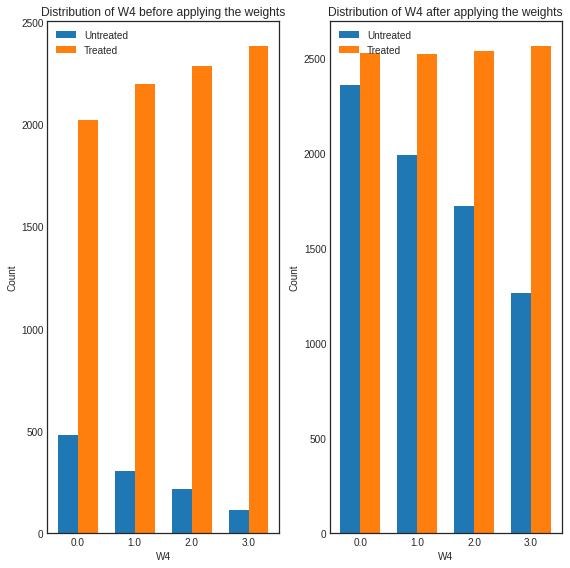 Distribution of W4 before applying the weights
Untreated
Treated
2500
2000
1500
1000
500
0
Count
0.0 1.0 2.0 3.0
W4
Distribution of W4 after applying the weights
Untreated
Treated
2500
2000
1500
1000
500
0
Count
0.0 1.0 2.0 3.0
W4